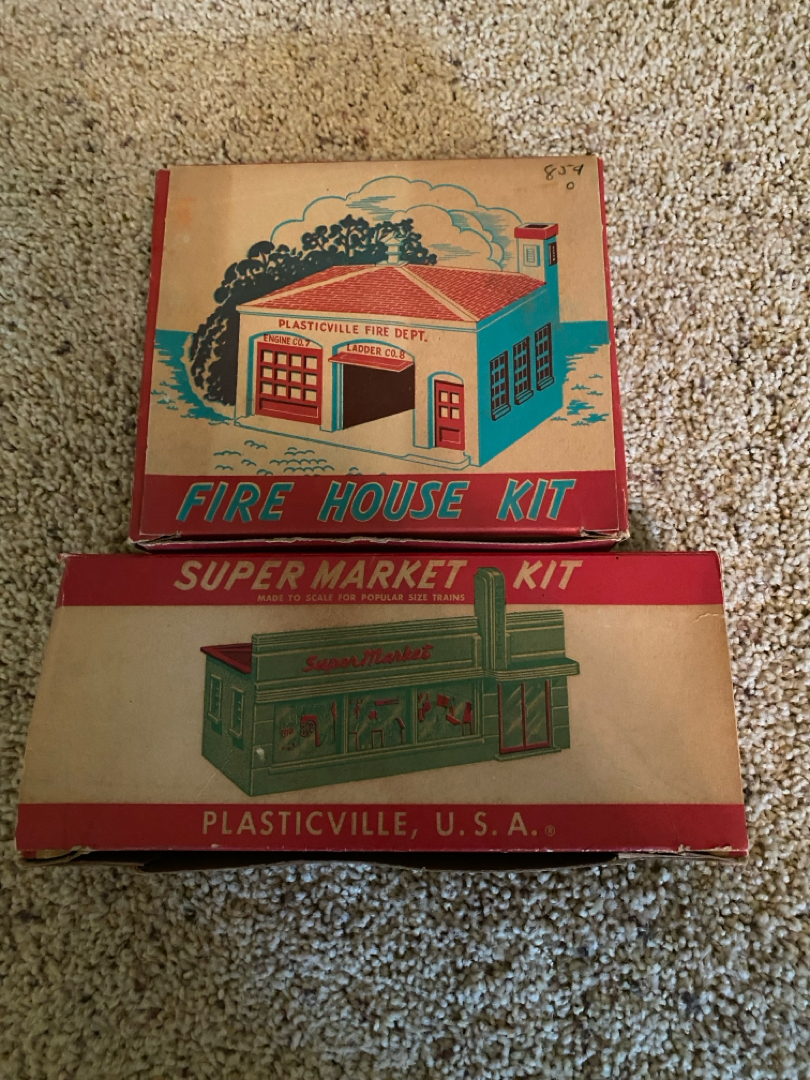 859
0
PLASTICVILLE FIRE DEPT.
ENGINE CO. 7
LADDER CO. 8
FIRE HOUSE KIT
SUPER MARKET KIT
MADE TO SCALE FOR POPULAR SIZE TRAINS
Super Market
PLASTICVILLE, U.S.A.®